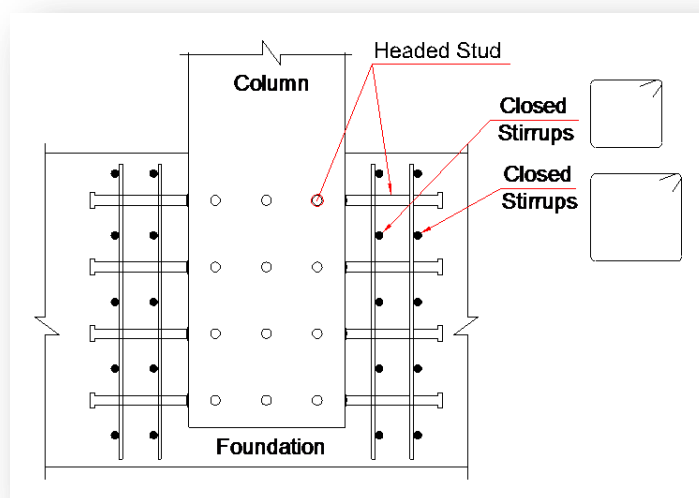 Headed Stud
Column
Closed
Stirrups
Closed
Stirrups
Foundation